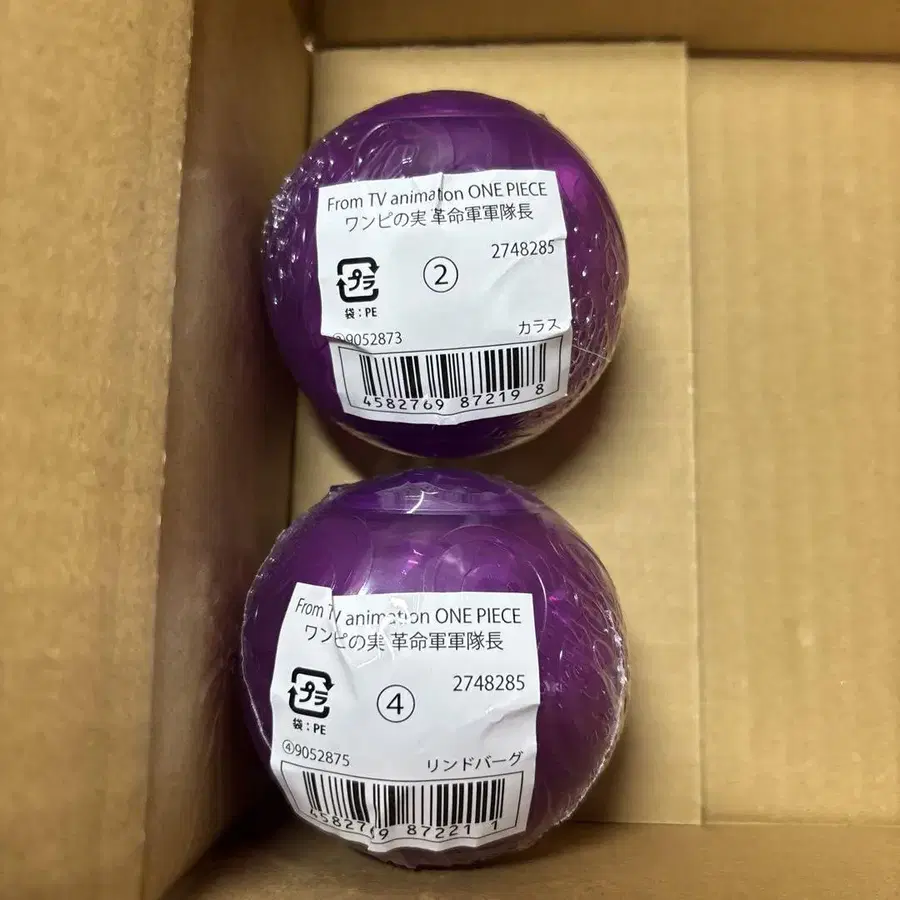 From TV animation ONE PIECE
ワンピの実 革命軍軍隊長
2748285
プラ
②
袋：PE
②9052873
カラス
4582769 87219 8
From TV animation ONE PIECE
ワンピの実 革命軍軍隊長
2748285
プラ
④
袋：PE
④9052875
リンドバーグ
4582769 87221 1